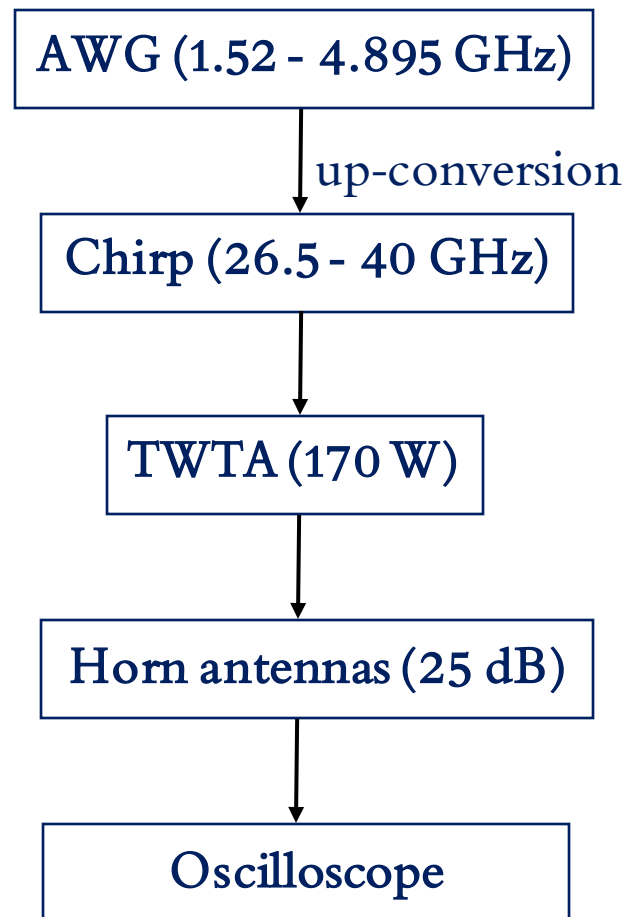 AWG (1.52 - 4.895 GHz)
up-conversion
Chirp (26.5 - 40 GHz)
TWTA (170 W)
Horn antennas (25 dB)
Oscilloscope